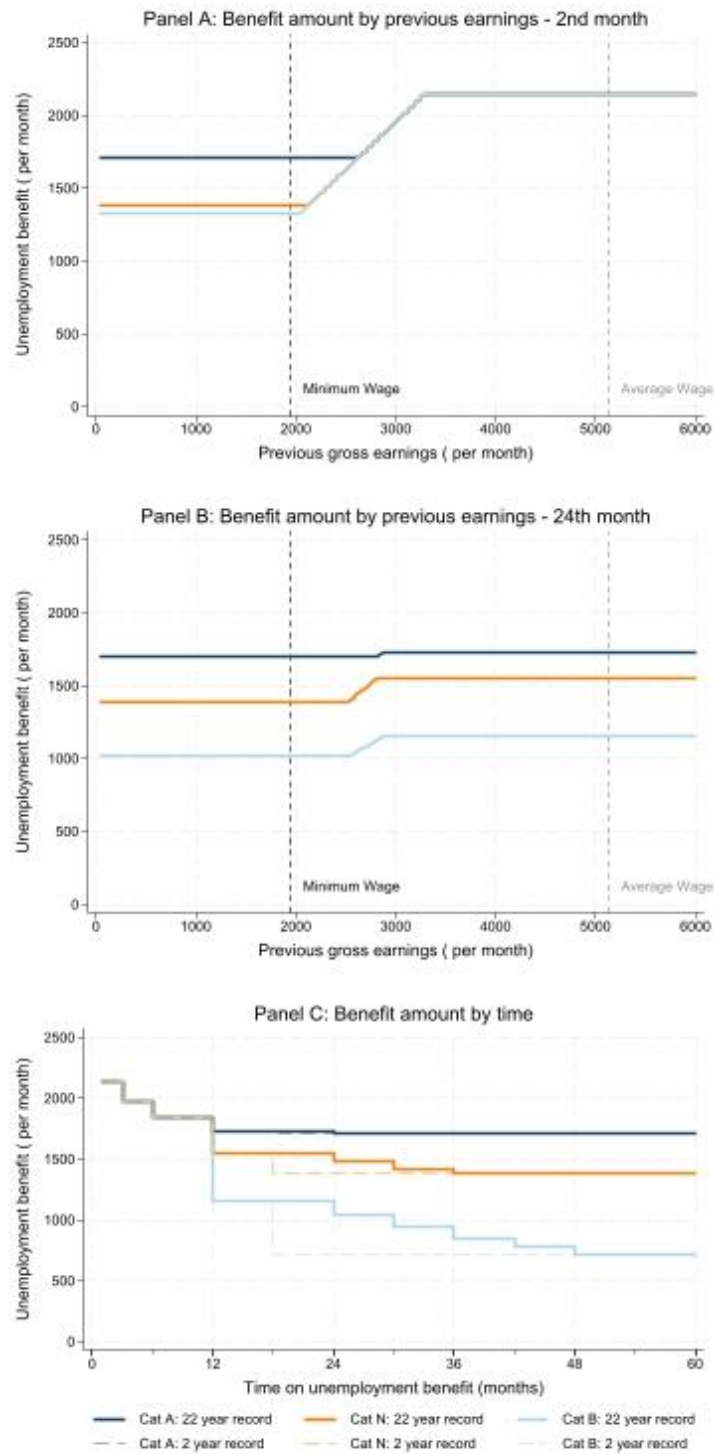 Panel A: Benefit amount by previous earnings - 2nd month
Unemployment benefit ( per month)
2500
2000
1500
1000
500
0
Minimum Wage
Average Wage
0 1000 2000 3000 4000 5000 6000
Previous gross earnings ( per month)
Panel B: Benefit amount by previous earnings - 24th month
Unemployment benefit ( per month)
2500
2000
1500
1000
500
0
Minimum Wage
Average Wage
0 1000 2000 3000 4000 5000 6000
Previous gross earnings ( per month)
Panel C: Benefit amount by time
Unemployment benefit ( per month)
2500
2000
1500
1000
500
0
0 12 24 36 48 60
Time on unemployment benefit (months)
Cat A: 22 year record Cat N: 22 year record Cat B: 22 year record
Cat A: 2 year record Cat N: 2 year record Cat B: 2 year record